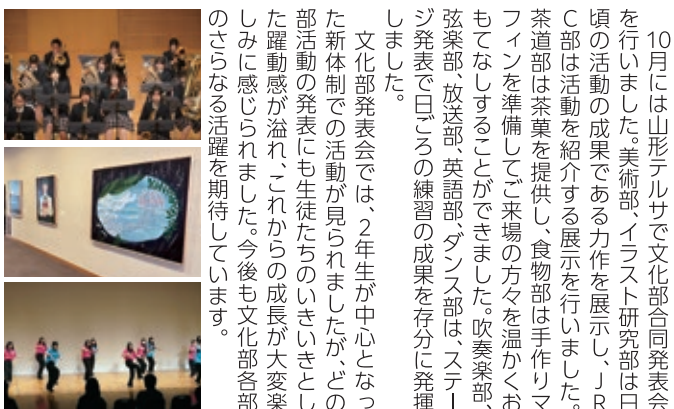 10月には山形テルサで文化部合同発表会
を行いました。美術部、イラスト研究部は日
頃の活動の成果である力作を展示し、ＪＲ
Ｃ部は活動を紹介する展示を行いました。
茶道部は茶菓を提供し、食物部は手作りマ
フィンを準備してご来場の方々を温かくお
もてなしすることができました。吹奏楽部、
弦楽部、放送部、英語部、ダンス部は、ステー
ジ発表で日ごろの練習の成果を存分に発揮
しました。
文化部発表会では、2年生が中心となっ
た新体制での活動が見られましたが、どの
部活動の発表にも生徒たちのいきいきとし
た躍動感が溢れ、これからの成長が大変楽
しみに感じられました。今後も文化部各部
のさらなる活躍を期待しています。